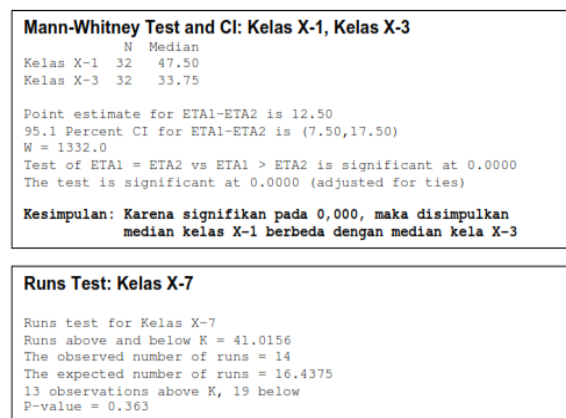 Mann-Whitney Test and CI: Kelas X-1, Kelas X-3
N Median
Kelas X-1 32 47.50
Kelas X-3 32 33.75
Point estimate for ETA1-ETA2 is 12.50
95.1 Percent CI for ETA1-ETA2 is (7.50,17.50)
W = 1332.0
Test of ETA1 = ETA2 vs ETA1 > ETA2 is significant at 0.0000
The test is significant at 0.0000 (adjusted for ties)
Kesimpulan: Karena signifikan pada 0,000, maka disimpulkan
median kelas X-1 berbeda dengan median kela X-3
Runs Test: Kelas X-7
Runs test for Kelas X-7
Runs above and below K = 41.0156
The observed number of runs = 14
The expected number of runs = 16.4375
13 observations above K, 19 below
P-value = 0.363